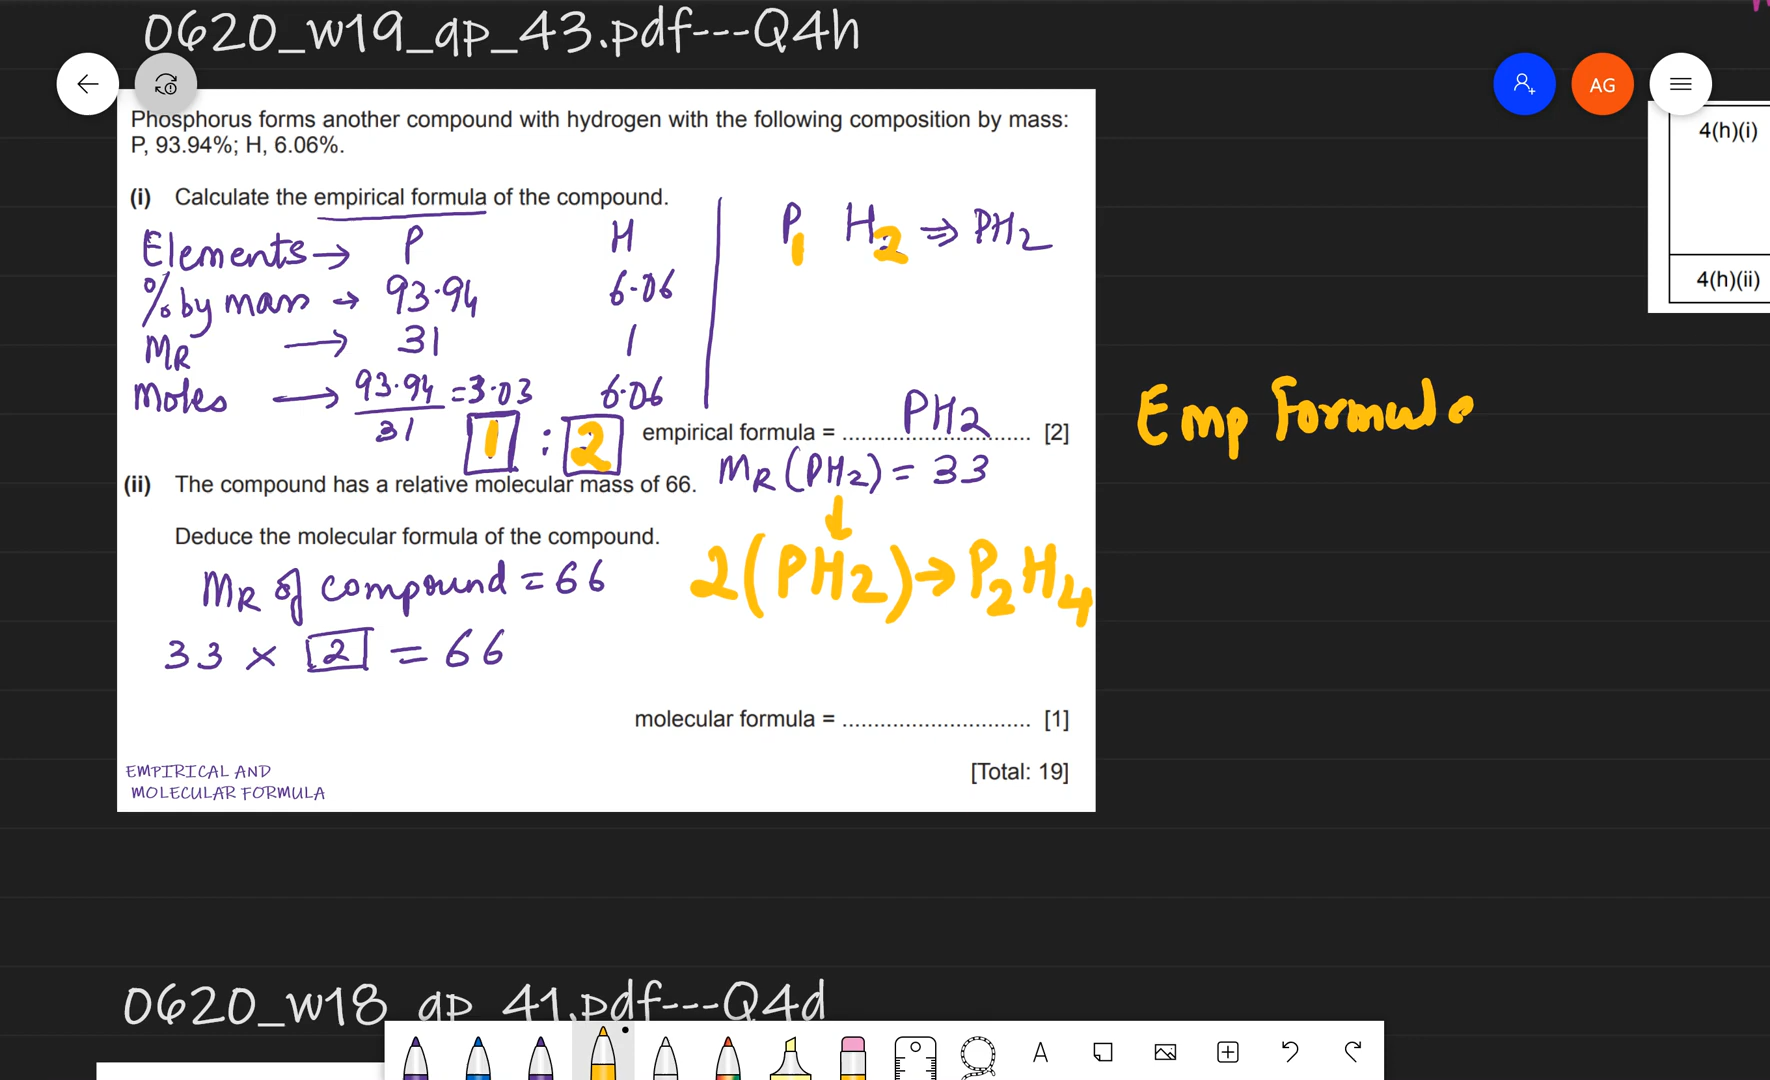 0620_w19_qp_43.pdf---Q4h
AG
Phosphorus forms another compound with hydrogen with the following composition by mass:
P, 93.94%; H, 6.06%.
(i) Calculate the empirical formula of the compound.
Elements → P H
% by mass → 93.94 6.06
MR → 31 1
Moles → 93.94/31 = 3.03 6.06
1 : 2
P1 H2 ⇒ PH2
empirical formula = PH2 [2]
(ii) The compound has a relative molecular mass of 66.
MR (PH2) = 33
Deduce the molecular formula of the compound.
MR of compound = 66
2(PH2) → P2H4
33 × 2 = 66
molecular formula = .............................. [1]
[Total: 19]
EMPIRICAL AND
MOLECULAR FORMULA
4(h)(i)
4(h)(ii)
Emp Formula
0620_w18_qp_41.pdf---Q4d
A